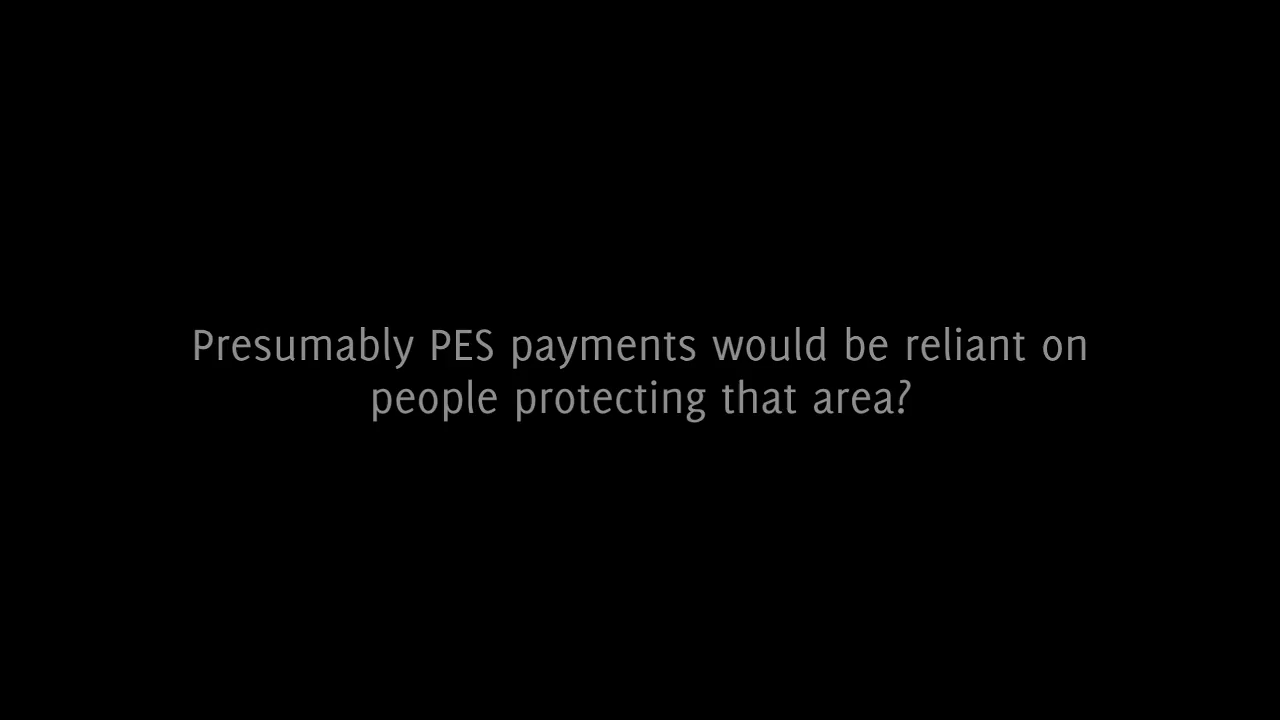 Presumably PES payments would be reliant on
people protecting that area?